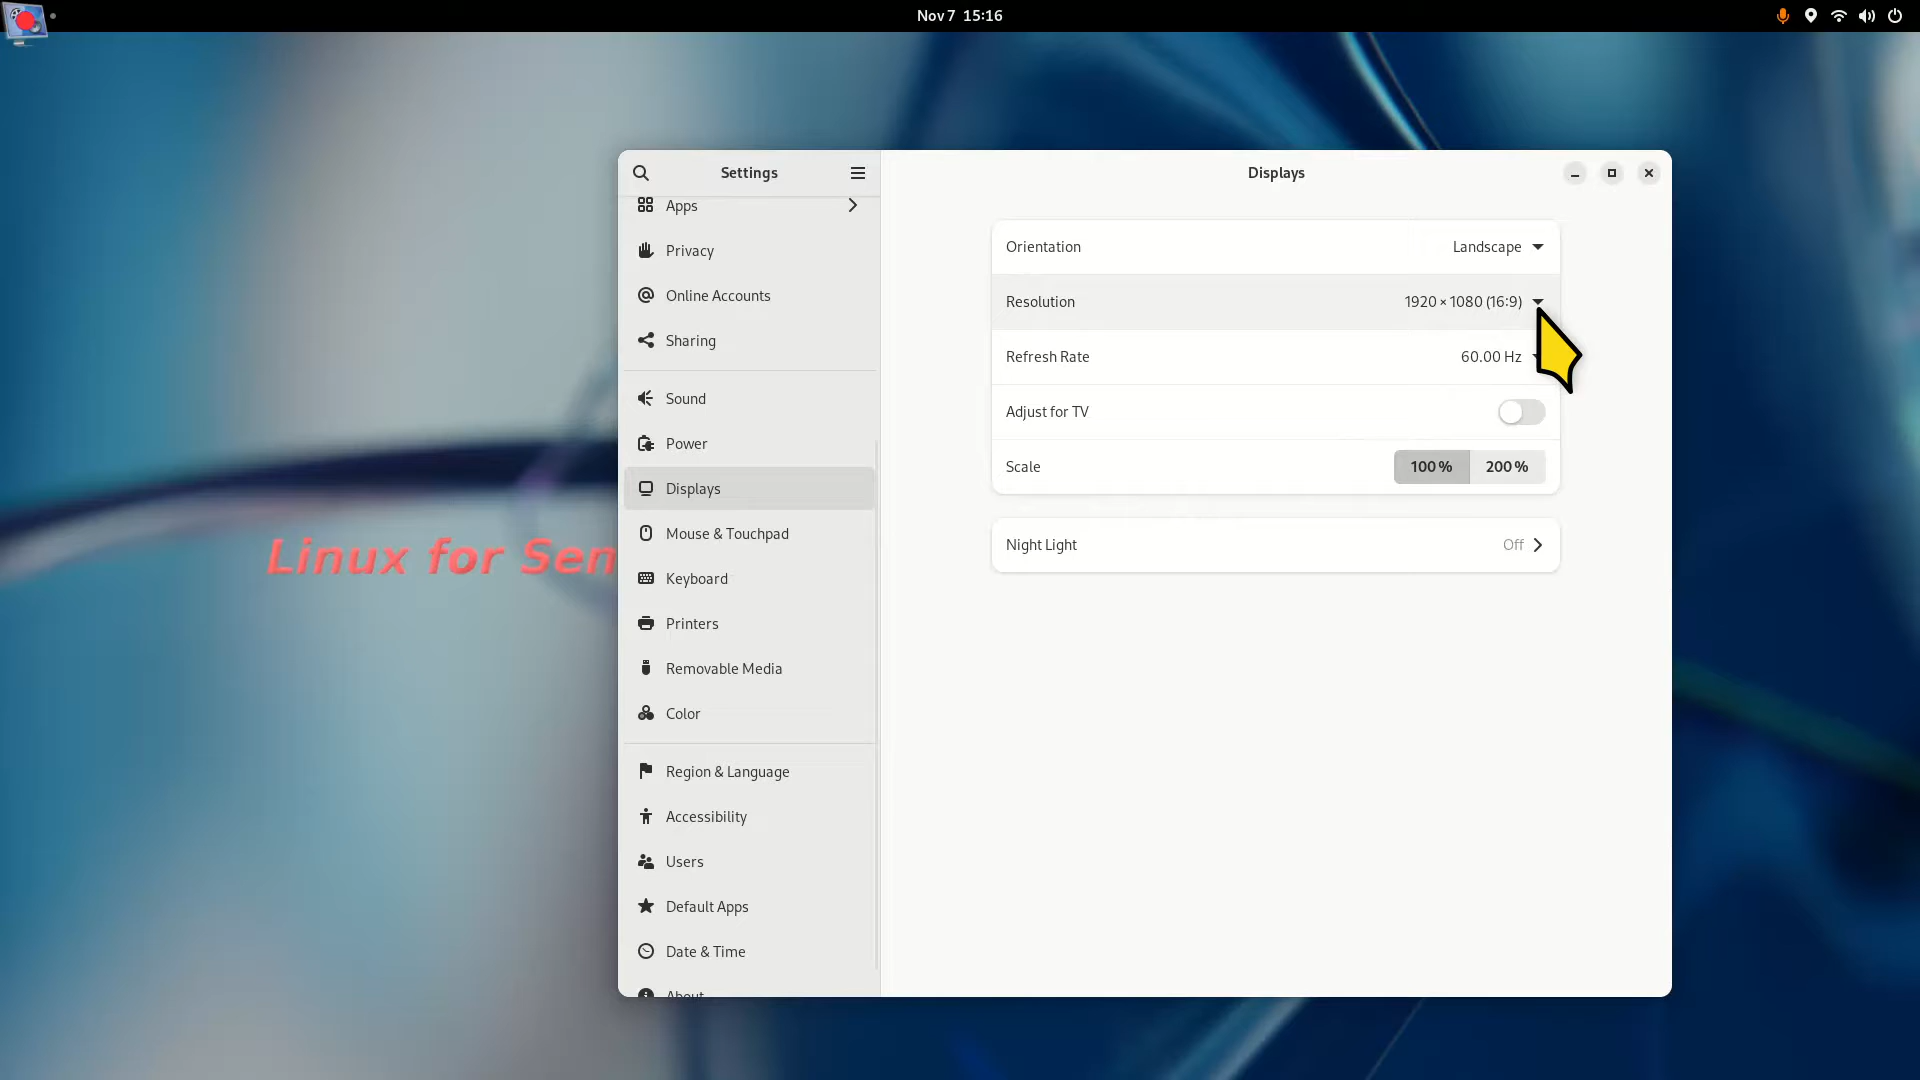 Nov 7 15:16
Settings
Apps
Privacy
Online Accounts
Sharing
Sound
Power
Displays
Mouse & Touchpad
Keyboard
Printers
Removable Media
Color
Region & Language
Accessibility
Users
Default Apps
Date & Time
About
Displays
Orientation Landscape
Resolution 1920 × 1080 (16:9)
Refresh Rate 60.00 Hz
Adjust for TV
Scale 100 % 200 %
Night Light Off
Linux for